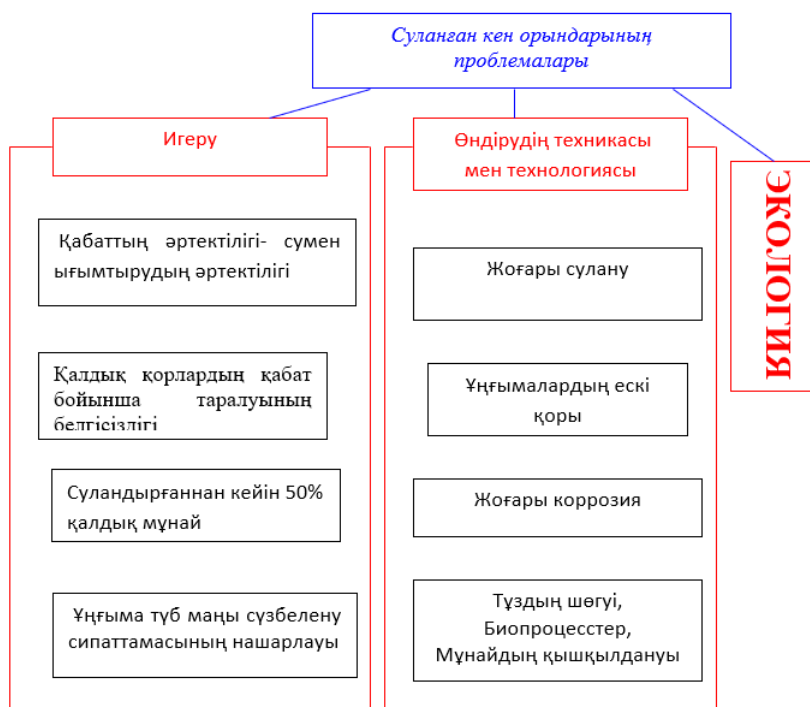 Суланған кен орындарының
проблемалары
Игеру
Қабаттың әртектілігі- сумен
ығымтырудың әртектілігі
Қалдық қорлардың қабат
бойынша таралуының
белгісіздігі
Суландырғаннан кейін 50%
қалдық мұнай
Ұңғыма түб маңы сүзбелену
сипаттамасының нашарлауы
Өндірудің техникасы
мен технологиясы
Жоғары сулану
Ұңғымалардың ескі
қоры
Жоғары коррозия
Тұздың шөгуі,
Биопроцесстер,
Мұнайдың қышқылдануы
ЭКОЛОГИЯ